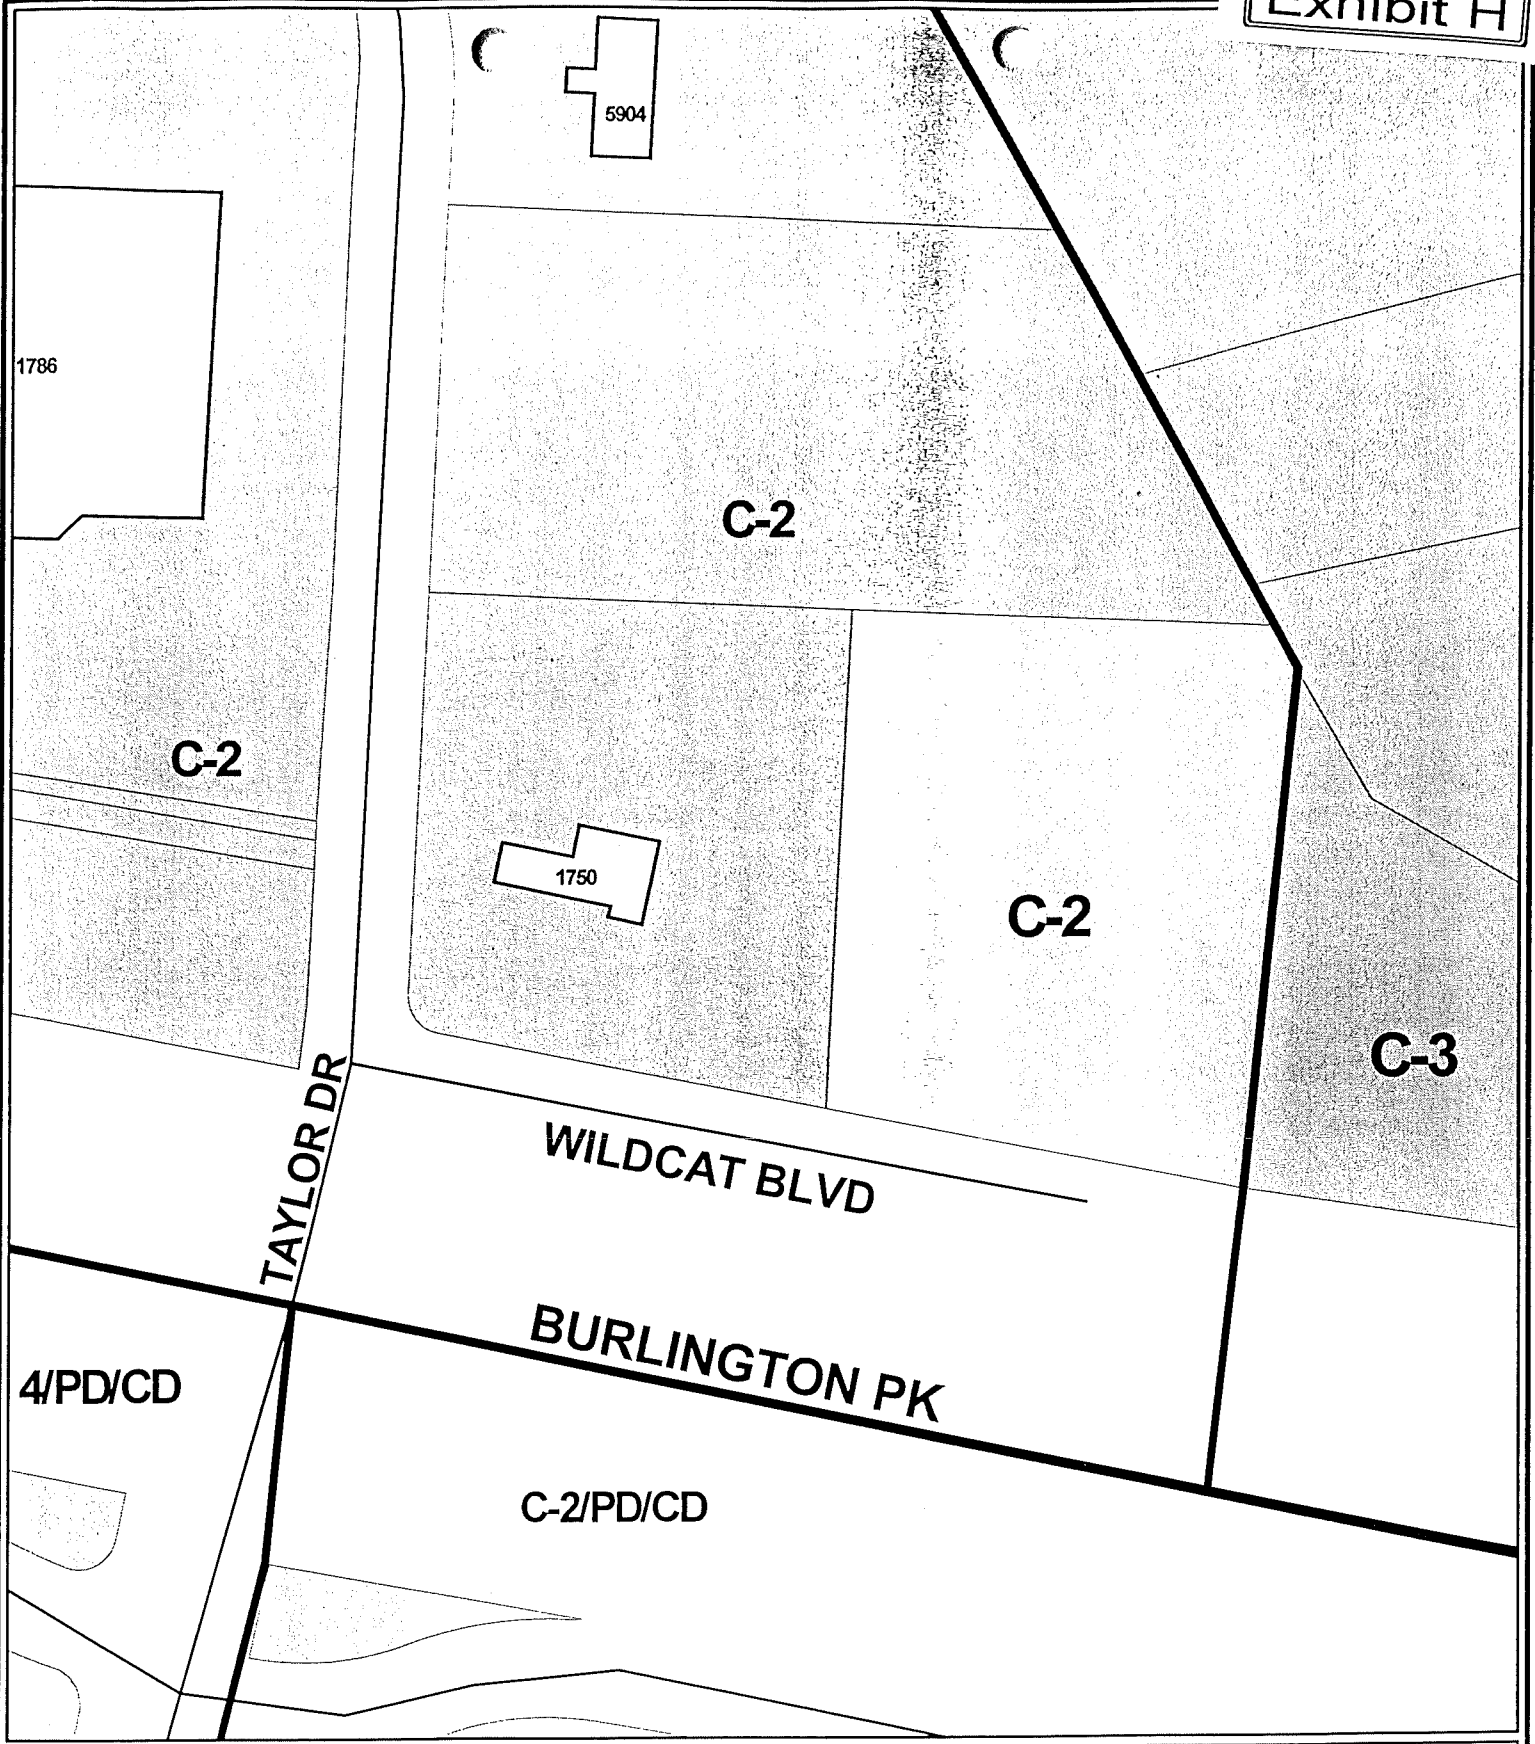 Exhibit H
5904
1786
C-2
C-2
1750
C-2
C-3
TAYLOR DR
WILDCAT BLVD
BURLINGTON PK
4/PD/CD
C-2/PD/CD